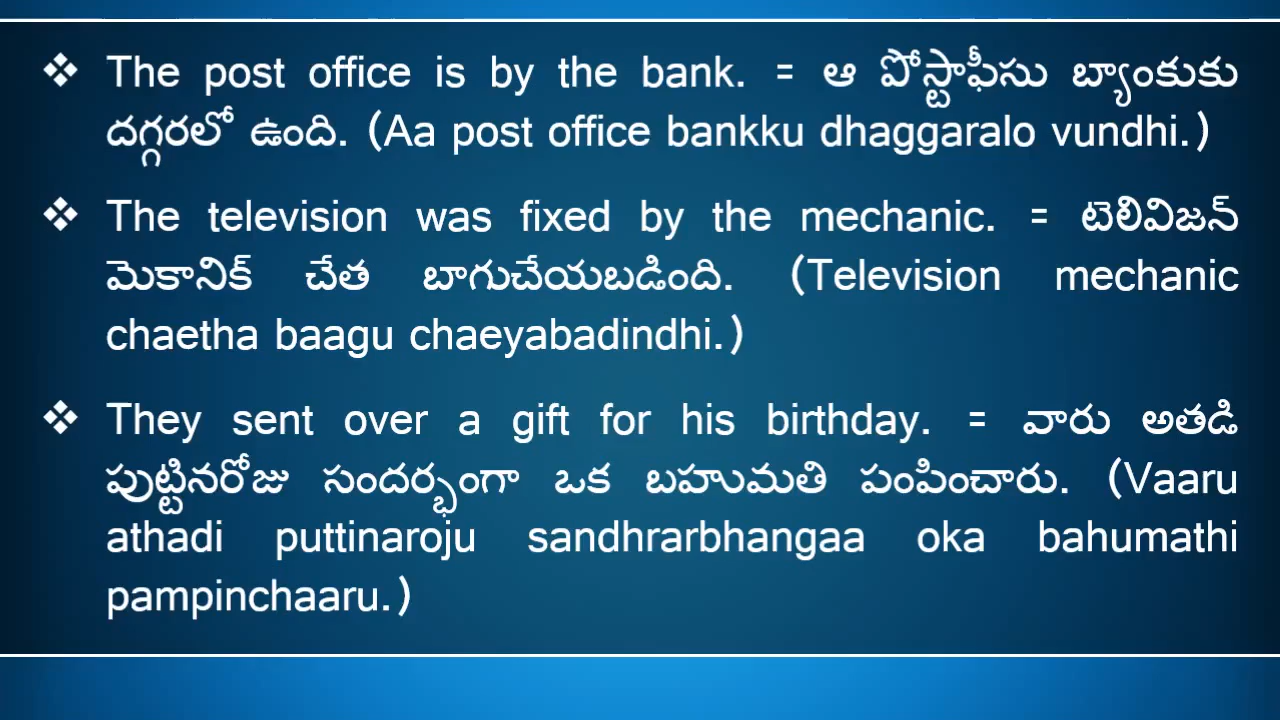 ❖ The post office is by the bank. = ఆ పోస్టాఫీసు బ్యాంకుకు
దగ్గరలో ఉంది. (Aa post office bankku dhaggaralo vundhi.)
❖ The television was fixed by the mechanic. = టెలివిజన్
మెకానిక్ చేత బాగుచేయబడింది. (Television mechanic
chaetha baagu chaeyabadindhi.)
❖ They sent over a gift for his birthday. = వారు అతడి
పుట్టినరోజు సందర్భంగా ఒక బహుమతి పంపించారు. (Vaaru
athadi puttinaroju sandhrarbhangaa oka bahumathi
pampinchaaru.)